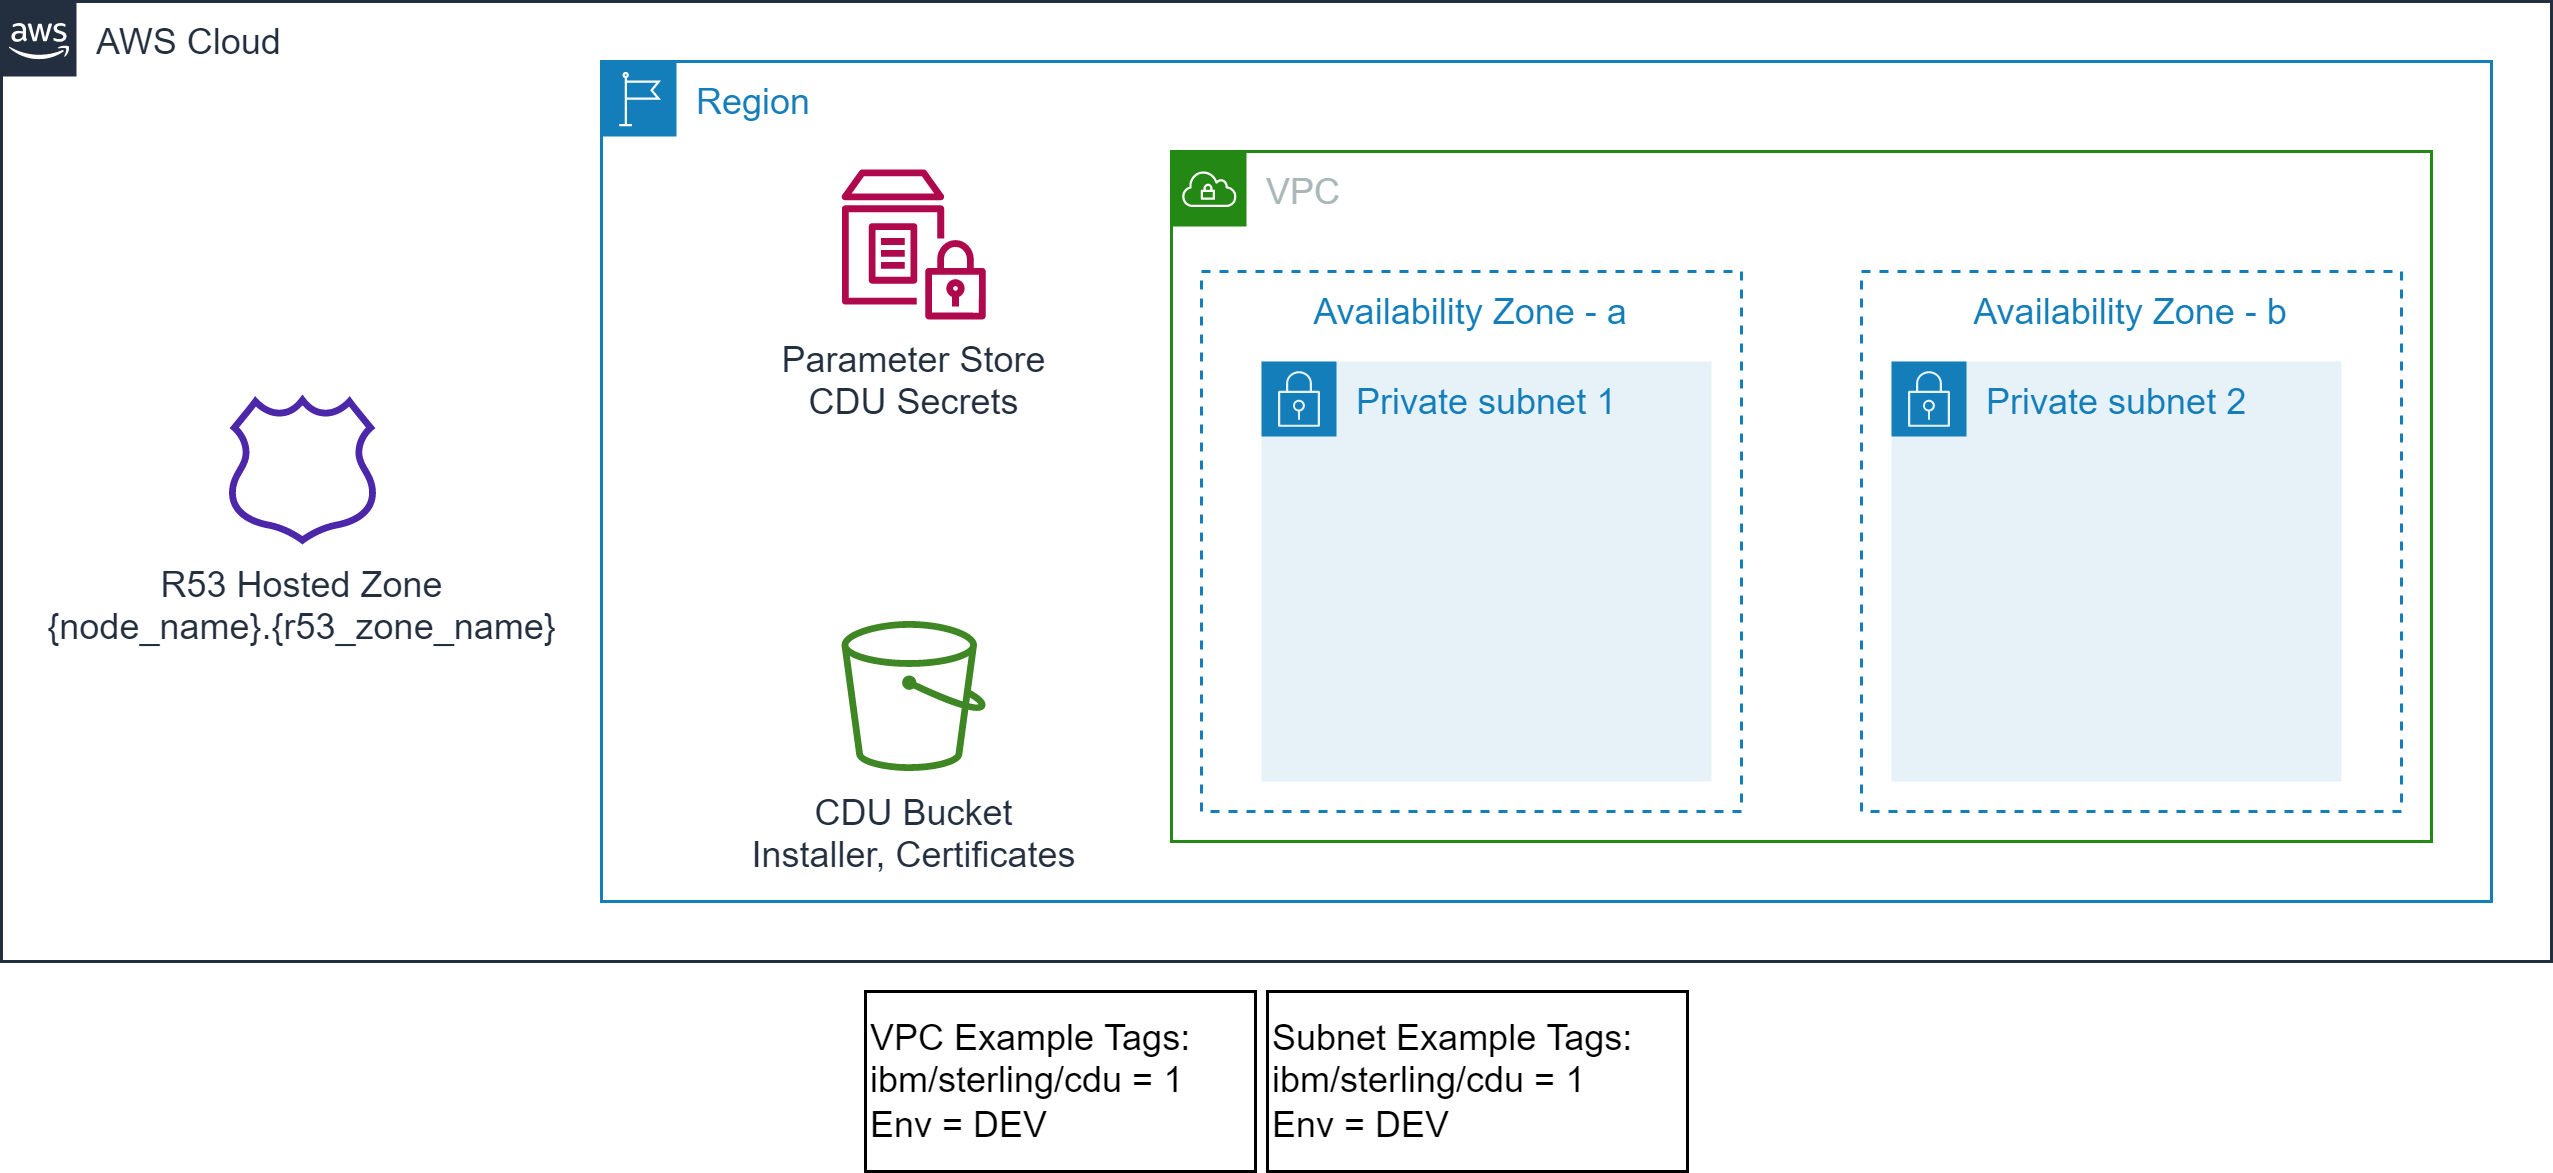 aws
AWS Cloud
Region
VPC
Availability Zone - a
Availability Zone - b
Parameter Store
CDU Secrets
Private subnet 1
Private subnet 2
R53 Hosted Zone
{node_name}.{r53_zone_name}
CDU Bucket
Installer, Certificates
VPC Example Tags:
ibm/sterling/cdu = 1
Env = DEV
Subnet Example Tags:
ibm/sterling/cdu = 1
Env = DEV